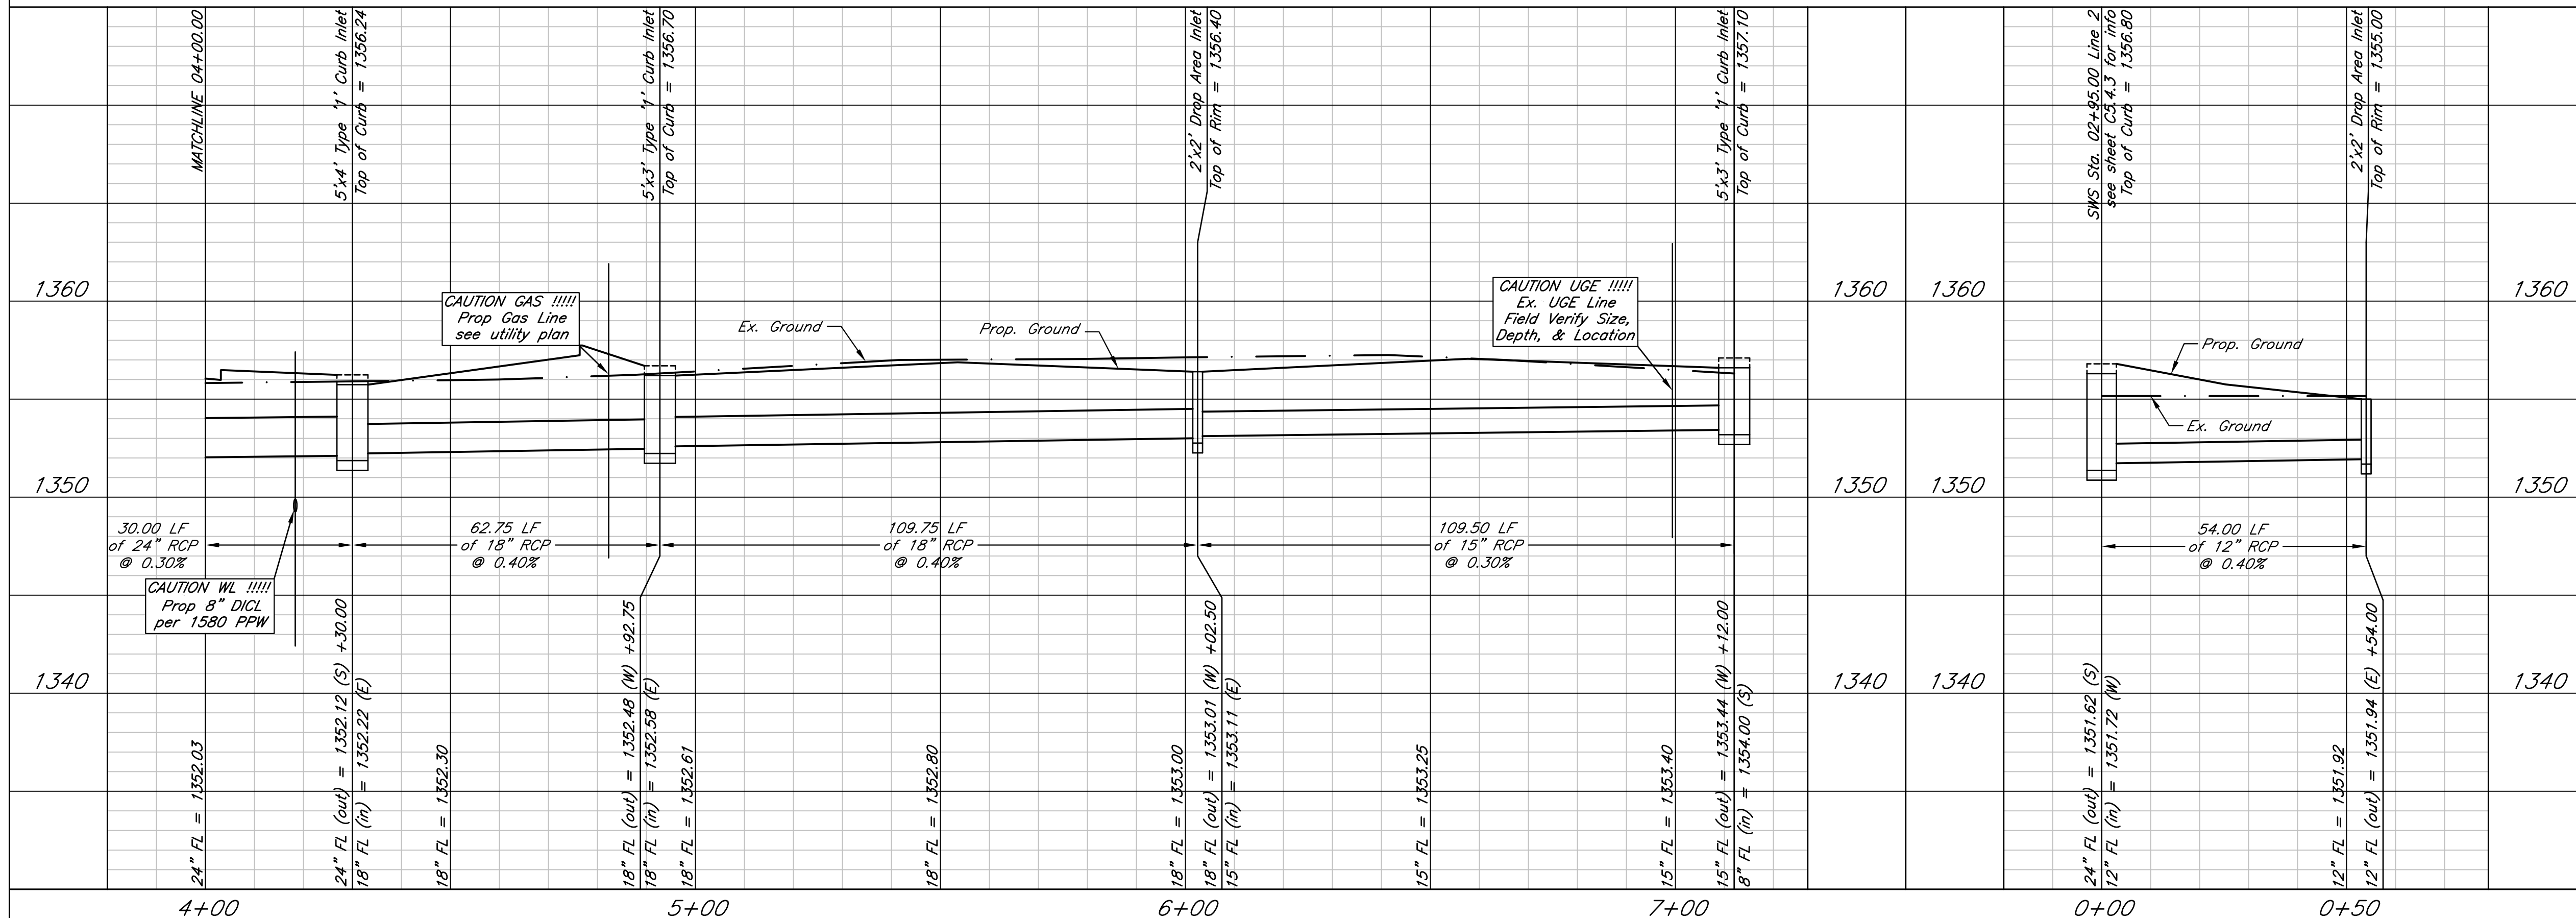 MATCHLINE 04+00.00
5'x4' Type '1' Curb Inlet
Top of Curb = 1356.24
5'x3' Type '1' Curb Inlet
Top of Curb = 1356.70
2'x2' Drop Area Inlet
Top of Rim = 1356.40
5'x3' Type '1' Curb Inlet
Top of Curb = 1357.10
SWS Sta. 02+95.00 Line 2
see sheet C5.4.3 for info
Top of Curb = 1356.80
2'x2' Drop Area Inlet
Top of Rim = 1355.00
1360
1360
1360
1360
CAUTION GAS !!!!!
Prop Gas Line
see utility plan
Ex. Ground
Prop. Ground
CAUTION UGE !!!!!
Ex. UGE Line
Field Verify Size,
Depth, & Location
Prop. Ground
Ex. Ground
1350
1350
1350
1350
30.00 LF
of 24" RCP
@ 0.30%
62.75 LF
of 18" RCP
@ 0.40%
109.75 LF
of 18" RCP
@ 0.40%
109.50 LF
of 15" RCP
@ 0.30%
54.00 LF
of 12" RCP
@ 0.40%
CAUTION WL !!!!!
Prop 8" DICL
per 1580 PPW
1340
1340
1340
1340
24" FL = 1352.03
24" FL (out) = 1352.12 (S) +30.00
18" FL (in) = 1352.22 (E)
18" FL = 1352.30
18" FL (out) = 1352.48 (W) +92.75
18" FL (in) = 1352.58 (E)
18" FL = 1352.61
18" FL = 1352.80
18" FL = 1353.00
18" FL (out) = 1353.01 (W) +02.50
15" FL (in) = 1353.11 (E)
15" FL = 1353.25
15" FL = 1353.40
15" FL (out) = 1353.44 (W) +12.00
8" FL (in) = 1354.00 (S)
24" FL (out) = 1351.62 (S)
12" FL (in) = 1351.72 (W)
12" FL = 1351.92
12" FL (out) = 1351.94 (E) +54.00
4+00
5+00
6+00
7+00
0+00
0+50